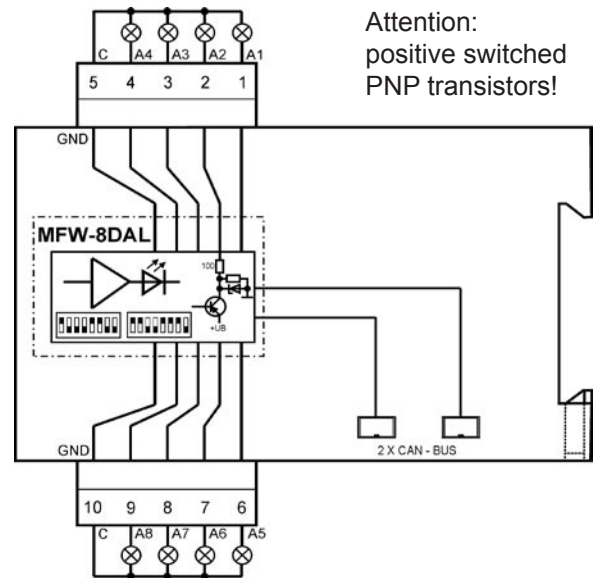 Attention:
positive switched
PNP transistors!
C A4 A3 A2 A1
5 4 3 2 1
GND
MFW-8DAL
100
+UB
GND
2 X CAN - BUS
10 9 8 7 6
C A8 A7 A6 A5